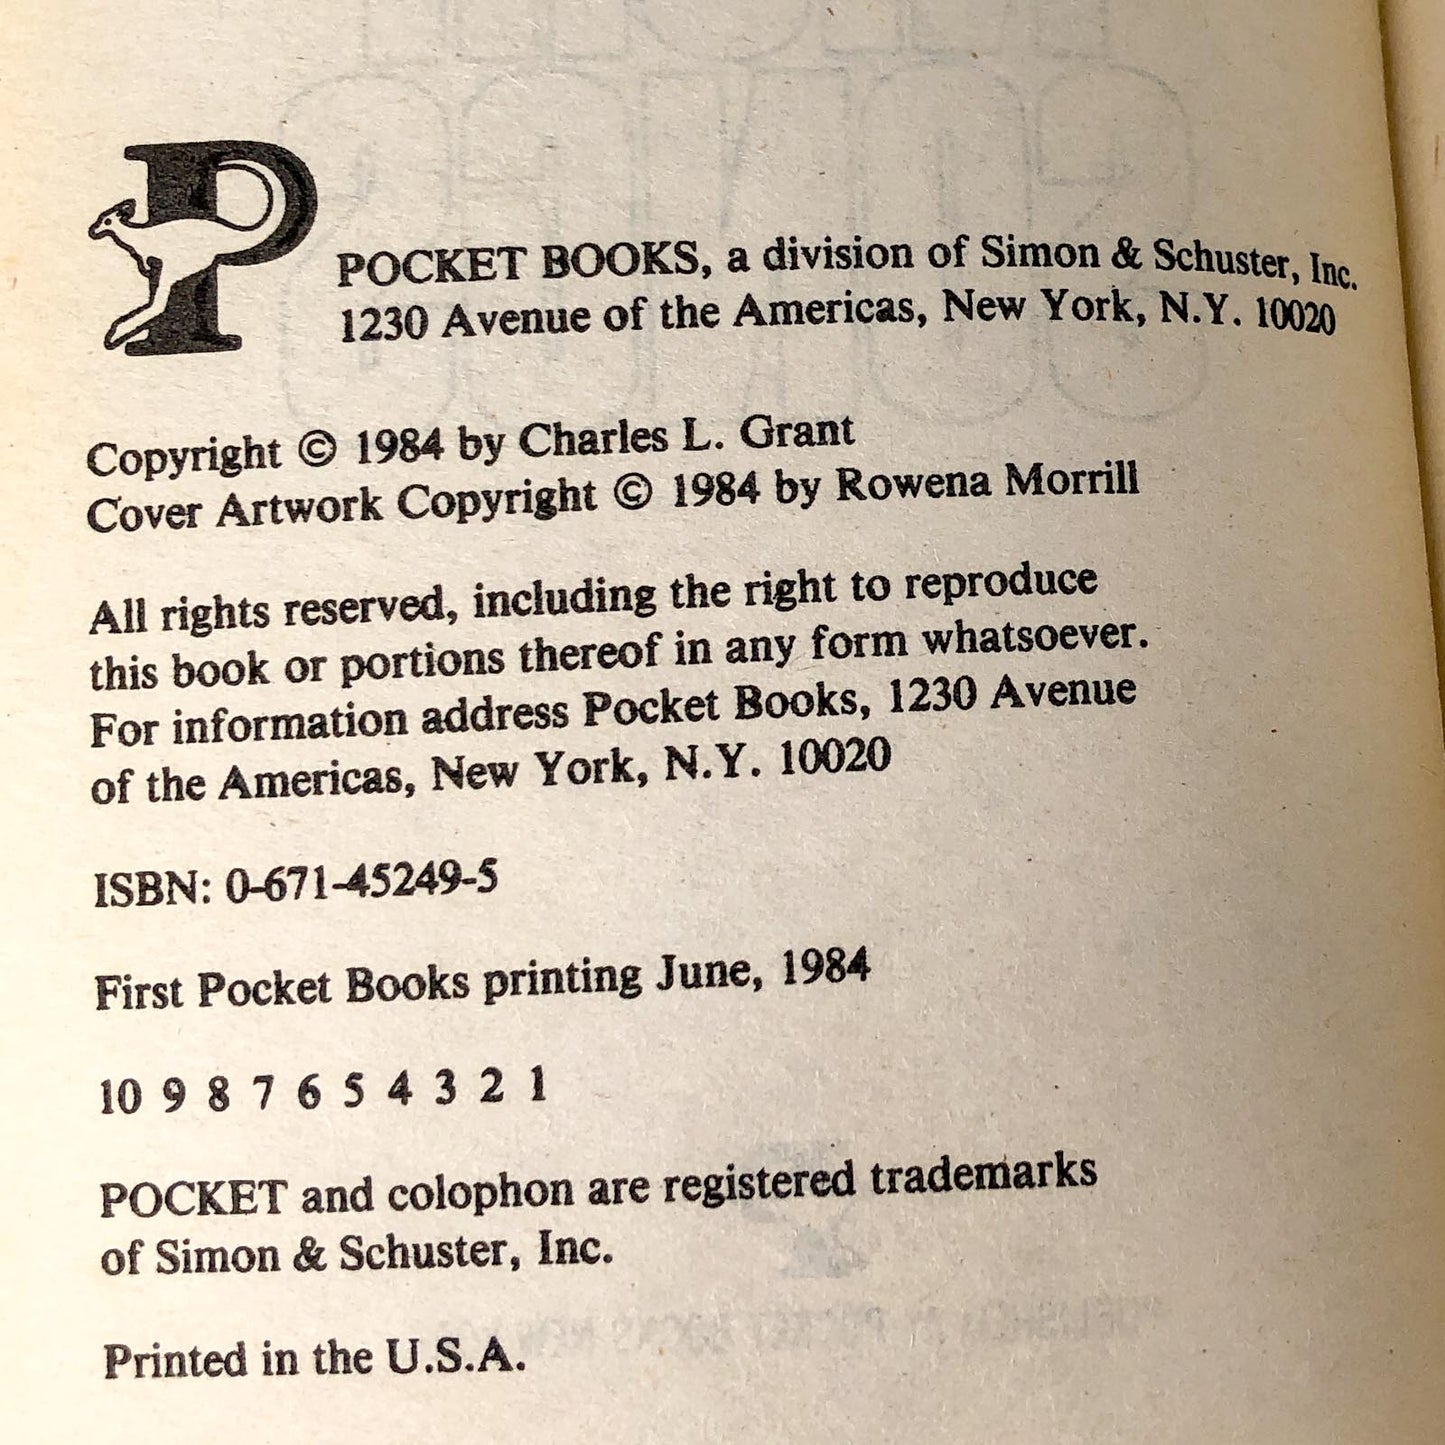 P
POCKET BOOKS, a division of Simon & Schuster, Inc.
1230 Avenue of the Americas, New York, N.Y. 10020
Copyright © 1984 by Charles L. Grant
Cover Artwork Copyright © 1984 by Rowena Morrill
All rights reserved, including the right to reproduce
this book or portions thereof in any form whatsoever.
For information address Pocket Books, 1230 Avenue
of the Americas, New York, N.Y. 10020
ISBN: 0-671-45249-5
First Pocket Books printing June, 1984
10 9 8 7 6 5 4 3 2 1
POCKET and colophon are registered trademarks
of Simon & Schuster, Inc.
Printed in the U.S.A.